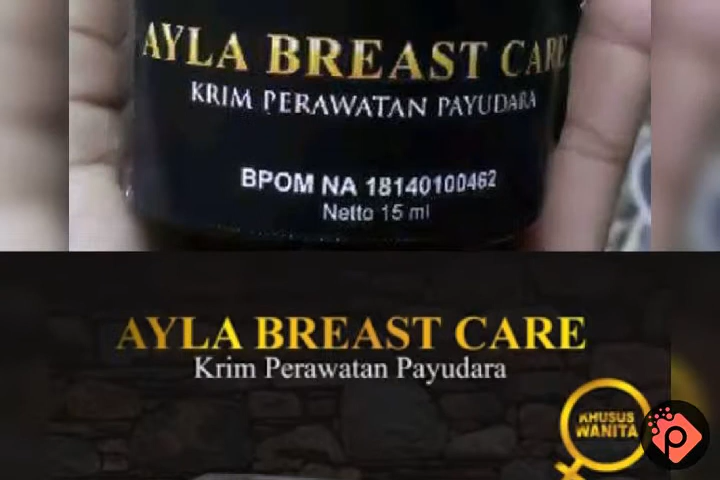 AYLA BREAST CARE
KRIM PERAWATAN PAYUDARA
BPOM NA 18140100462
Netto 15 ml
AYLA BREAST CARE
Krim Perawatan Payudara
KHUSUS
WANITA
P